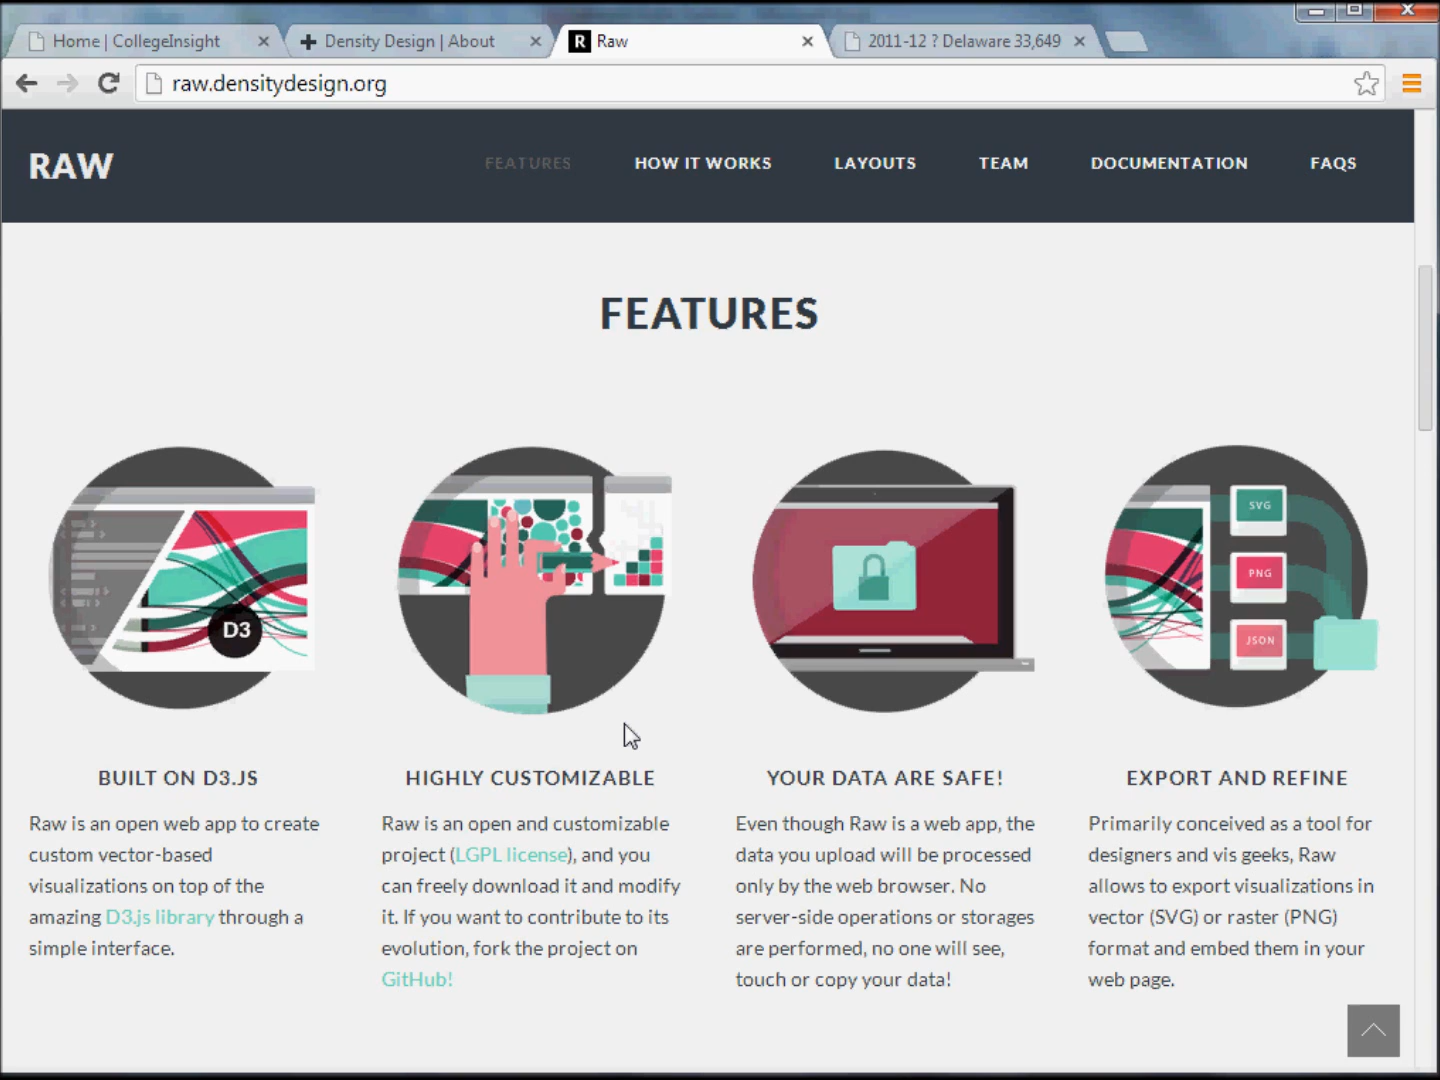 Home | CollegeInsight
Density Design | About
R Raw
2011-12 ? Delaware 33,649
raw.densitydesign.org
RAW
FEATURES
HOW IT WORKS
LAYOUTS
TEAM
DOCUMENTATION
FAQS
FEATURES
D3
SVG
PNG
JSON
BUILT ON D3.JS
Raw is an open web app to create
custom vector-based
visualizations on top of the
amazing D3.js library through a
simple interface.
HIGHLY CUSTOMIZABLE
Raw is an open and customizable
project (LGPL license), and you
can freely download it and modify
it. If you want to contribute to its
evolution, fork the project on
GitHub!
YOUR DATA ARE SAFE!
Even though Raw is a web app, the
data you upload will be processed
only by the web browser. No
server-side operations or storages
are performed, no one will see,
touch or copy your data!
EXPORT AND REFINE
Primarily conceived as a tool for
designers and vis geeks, Raw
allows to export visualizations in
vector (SVG) or raster (PNG)
format and embed them in your
web page.